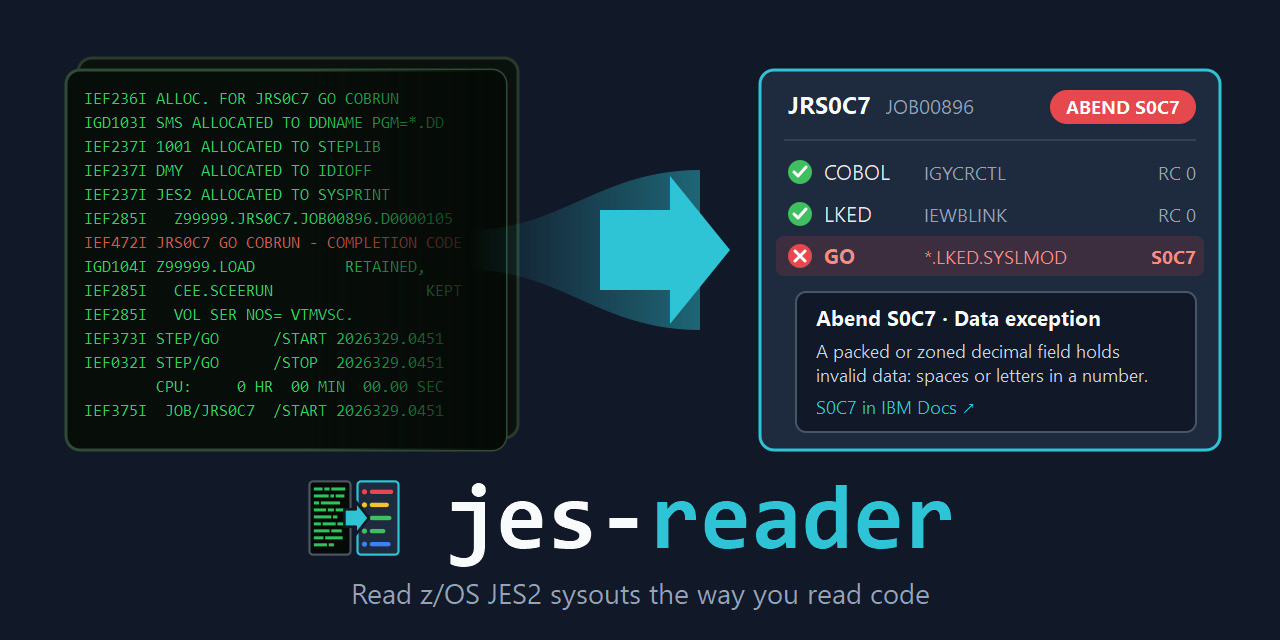 IEF236I ALLOC. FOR JRS0C7 GO COBRUN
IGD103I SMS ALLOCATED TO DDNAME PGM=*.DD
IEF237I 1001 ALLOCATED TO STEPLIB
IEF237I DMY  ALLOCATED TO IDIOFF
IEF237I JES2 ALLOCATED TO SYSPRINT
IEF285I   Z99999.JRS0C7.JOB00896.D0000105
IEF472I JRS0C7 GO COBRUN - COMPLETION CODE
IGD104I Z99999.LOAD          RETAINED,
IEF285I   CEE.SCEERUN                    KEPT
IEF285I   VOL SER NOS= VTMVSC.
IEF373I STEP/GO      /START 2026329.0451
IEF032I STEP/GO      /STOP  2026329.0451
        CPU:     0 HR  00 MIN  00.00 SEC
IEF375I  JOB/JRS0C7  /START 2026329.0451
JRS0C7 JOB00896 ABEND S0C7
COBOL IGYCRCTL RC 0
LKED IEWBLINK RC 0
GO *.LKED.SYSLMOD S0C7
Abend S0C7 · Data exception
A packed or zoned decimal field holds
invalid data: spaces or letters in a number.
S0C7 in IBM Docs ↗
jes-reader
Read z/OS JES2 sysouts the way you read code